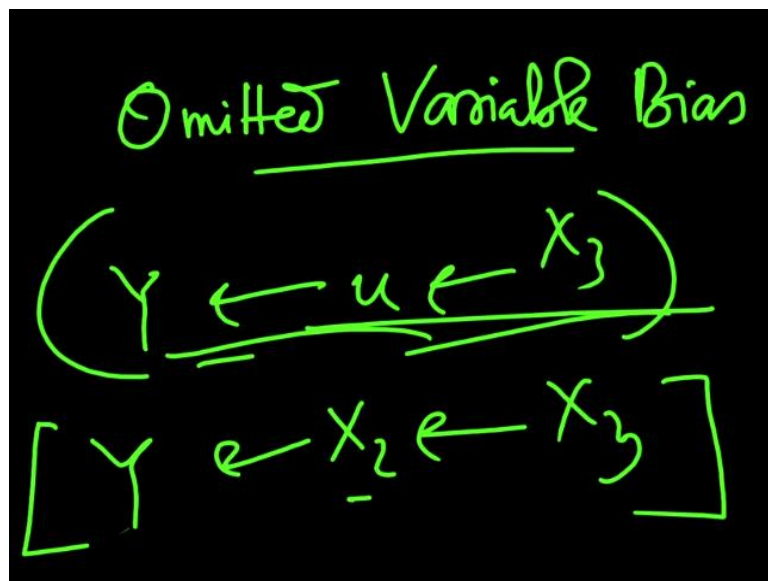 Omitted Variable Bias
(Y ← u ← X₃)
[Y ← X₂ ← X₃]